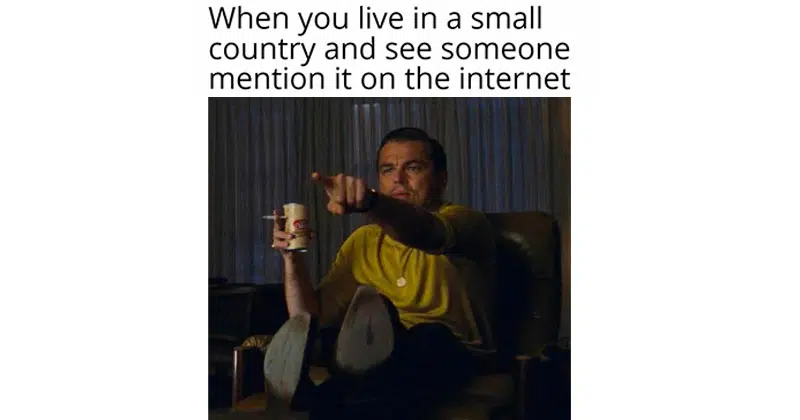 When you live in a small
country and see someone
mention it on the internet